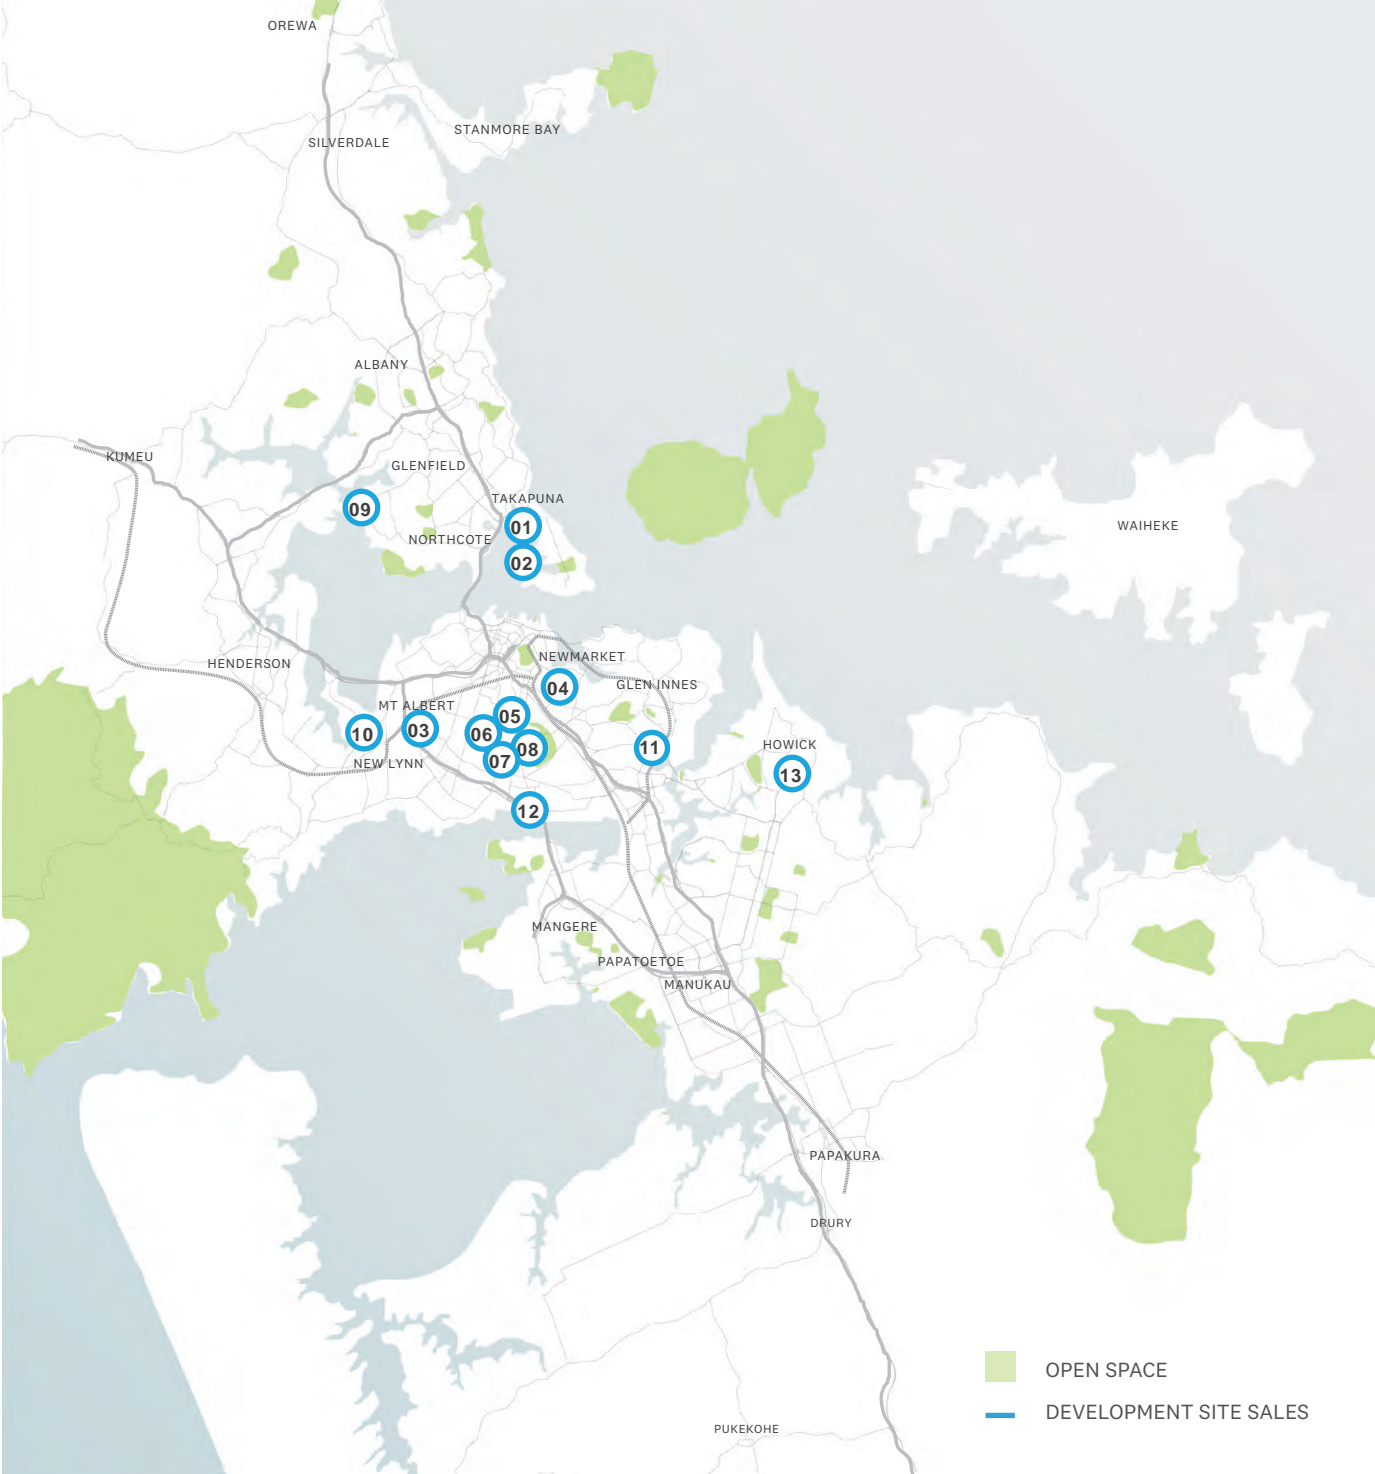 OREWA
STANMORE BAY
SILVERDALE
ALBANY
KUMEU
GLENFIELD
TAKAPUNA
09
01
WAIHEKE
NORTHCOTE
02
NEWMARKET
HENDERSON
GLEN INNES
04
MT ALBERT
05
10
03
06
08
11
HOWICK
NEW LYNN
07
13
12
MANGERE
PAPATOETOE
MANUKAU
PAPAKURA
DRURY
OPEN SPACE
DEVELOPMENT SITE SALES
PUKEKOHE